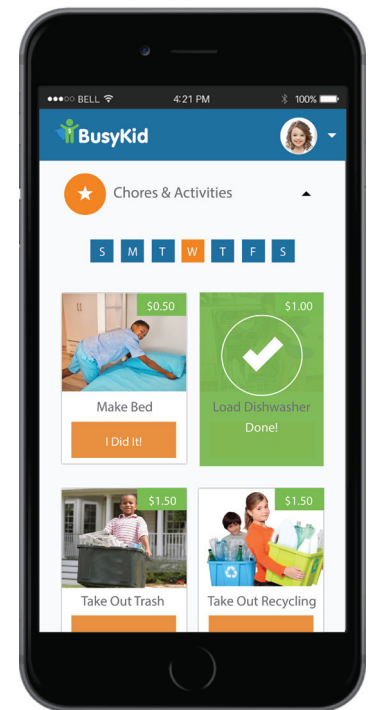 BELL 4:21 PM 100%
BusyKid
Chores & Activities
S M T W T F S
$0.50 $1.00
Make Bed Load Dishwasher
I Did It! Done!
$1.50 $1.50
Take Out Trash Take Out Recycling